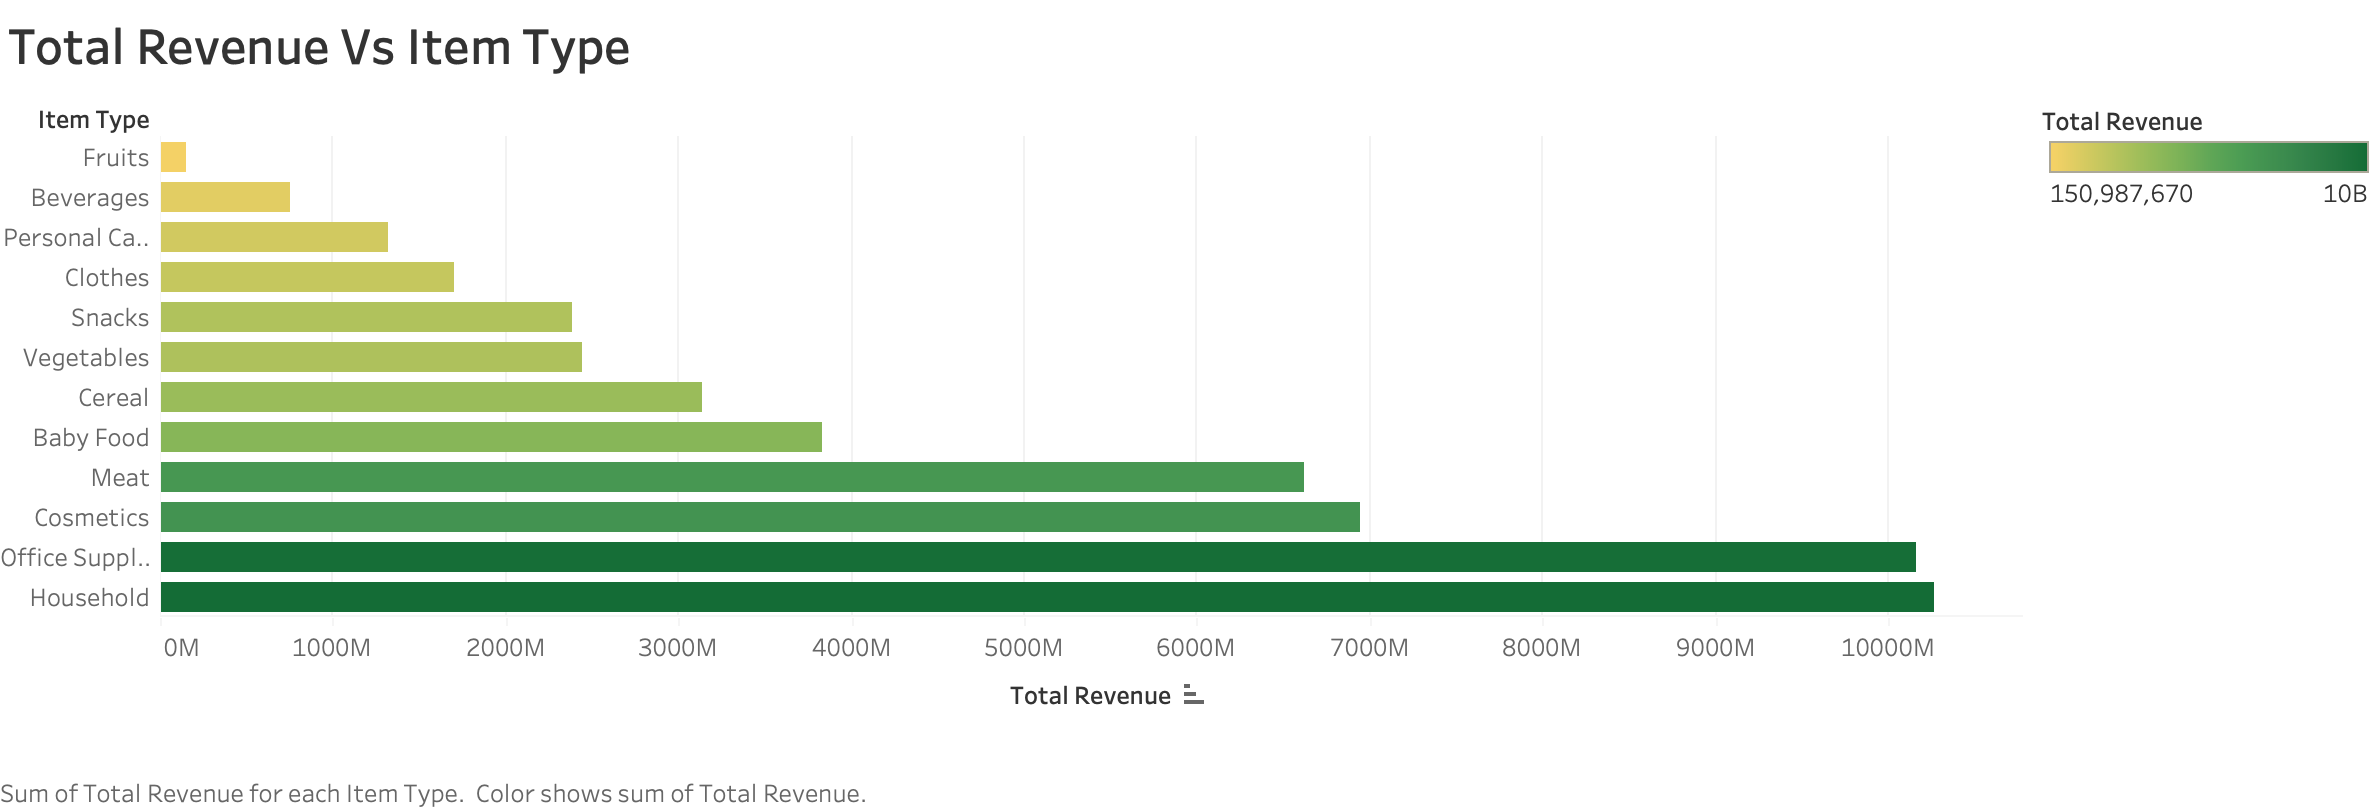 Total Revenue Vs Item Type
Item Type
Fruits
Beverages
Personal Ca..
Clothes
Snacks
Vegetables
Cereal
Baby Food
Meat
Cosmetics
Office Suppl..
Household
0M 1000M 2000M 3000M 4000M 5000M 6000M 7000M 8000M 9000M 10000M
Total Revenue
Total Revenue
150,987,670 10B
Sum of Total Revenue for each Item Type.  Color shows sum of Total Revenue.